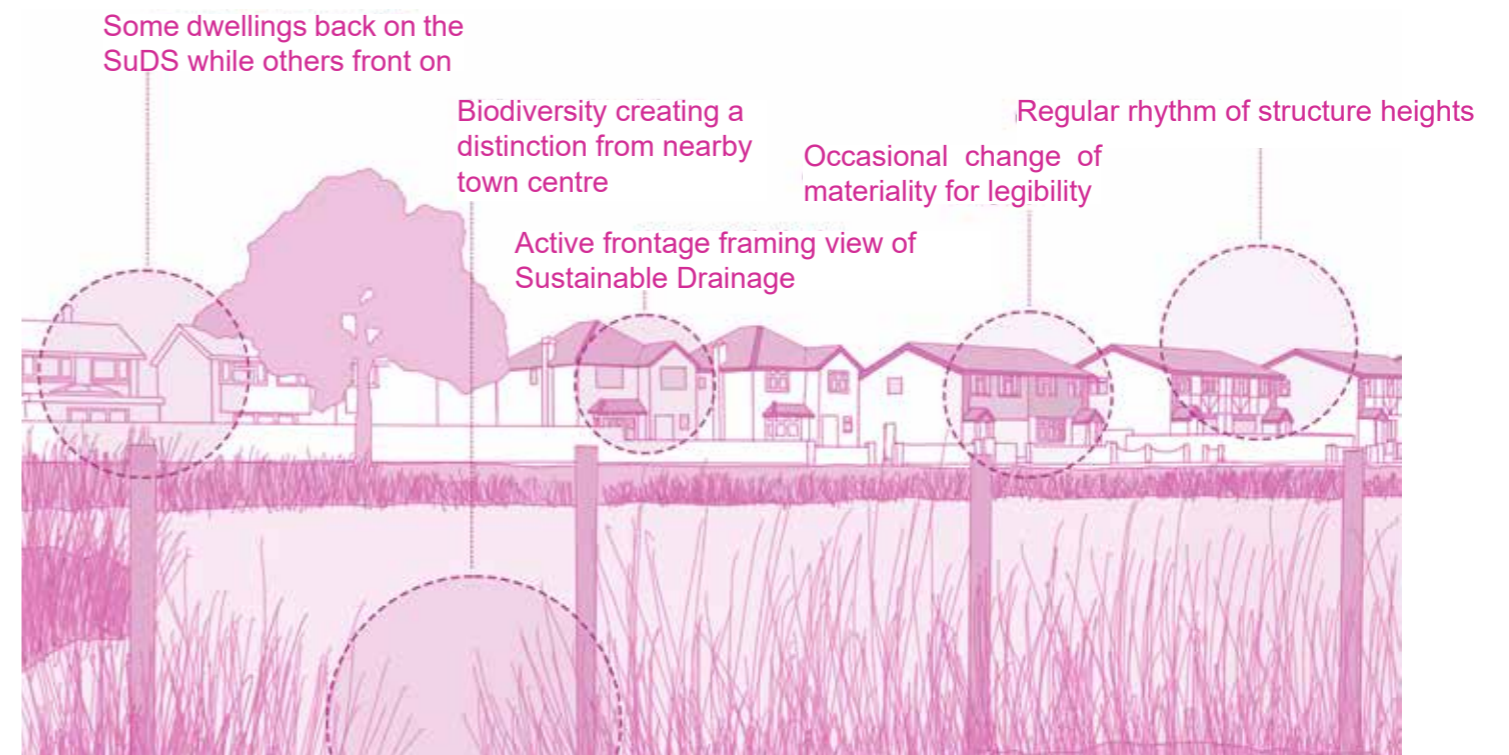 Some dwellings back on the
SuDS while others front on
Biodiversity creating a
distinction from nearby
town centre
Regular rhythm of structure heights
Occasional change of
materiality for legibility
Active frontage framing view of
Sustainable Drainage